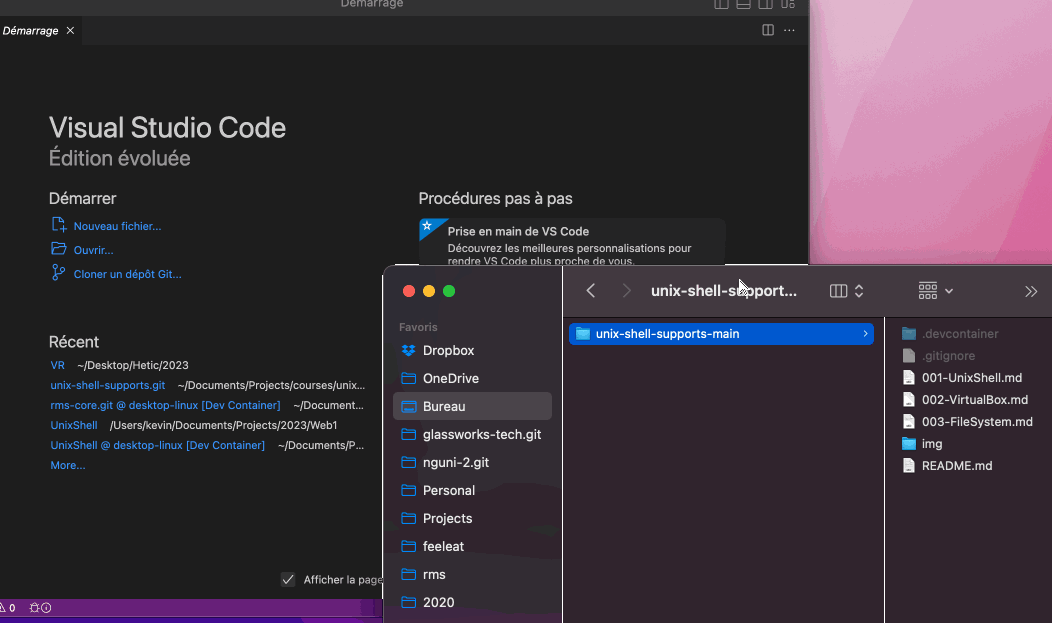 Démarrage
Démarrage
Visual Studio Code
Édition évoluée
Démarrer
Nouveau fichier...
Ouvrir...
Cloner un dépôt Git...
Récent
VR ~/Desktop/Hetic/2023
unix-shell-supports.git ~/Documents/Projects/courses/unix...
rms-core.git @ desktop-linux [Dev Container] ~/Document...
UnixShell /Users/kevin/Documents/Projects/2023/Web1
UnixShell @ desktop-linux [Dev Container] ~/Documents/P...
More...
Procédures pas à pas
Prise en main de VS Code
Découvrez les meilleures personnalisations pour
rendre VS Code plus proche de vous.
Afficher la page
0
unix-shell-support...
Favoris
Dropbox
OneDrive
Bureau
glassworks-tech.git
nguni-2.git
Personal
Projects
feeleat
rms
2020
unix-shell-supports-main
.devcontainer
.gitignore
001-UnixShell.md
002-VirtualBox.md
003-FileSystem.md
img
README.md